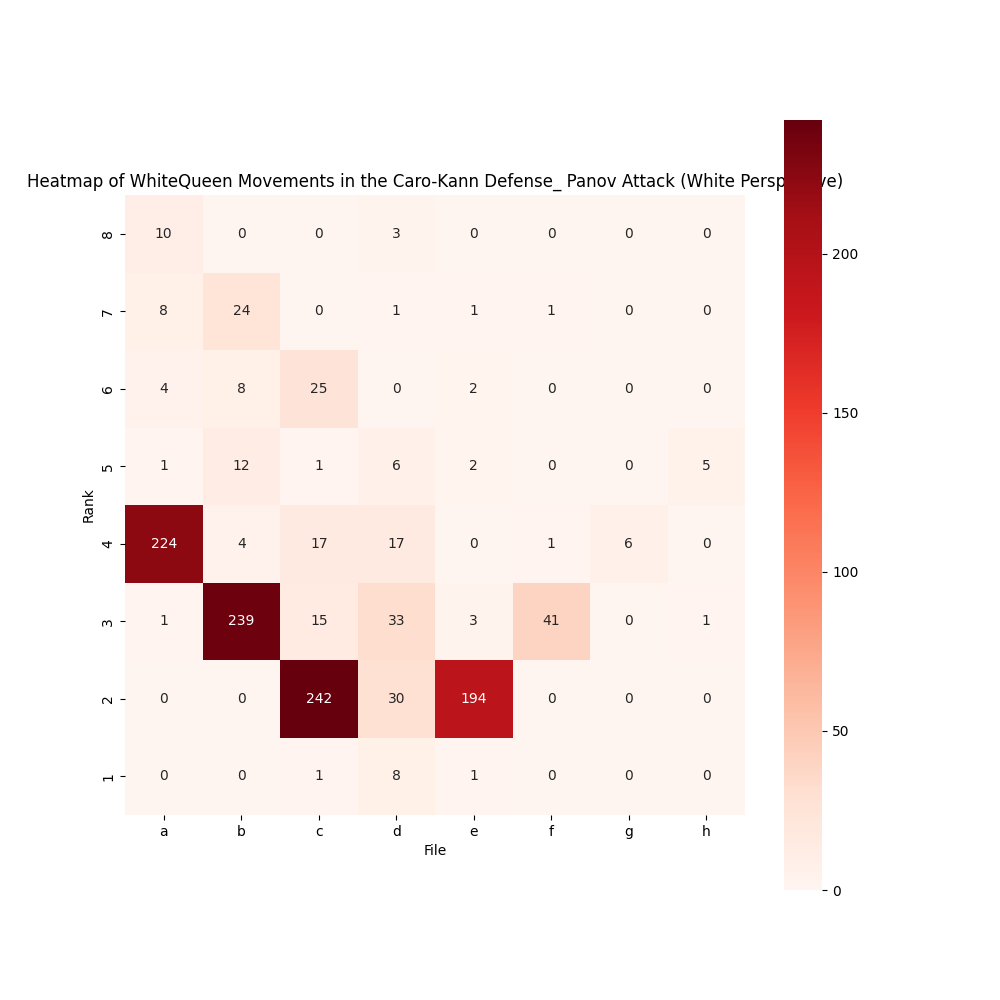 Heatmap of WhiteQueen Movements in the Caro-Kann Defense_ Panov Attack (White Perspective)
8 10 0 0 3 0 0 0 0
7 8 24 0 1 1 1 0 0
6 4 8 25 0 2 0 0 0
5 1 12 1 6 2 0 0 5
Rank
4 224 4 17 17 0 1 6 0
3 1 239 15 33 3 41 0 1
2 0 0 242 30 194 0 0 0
1 0 0 1 8 1 0 0 0
a b c d e f g h
File
200
150
100
50
0